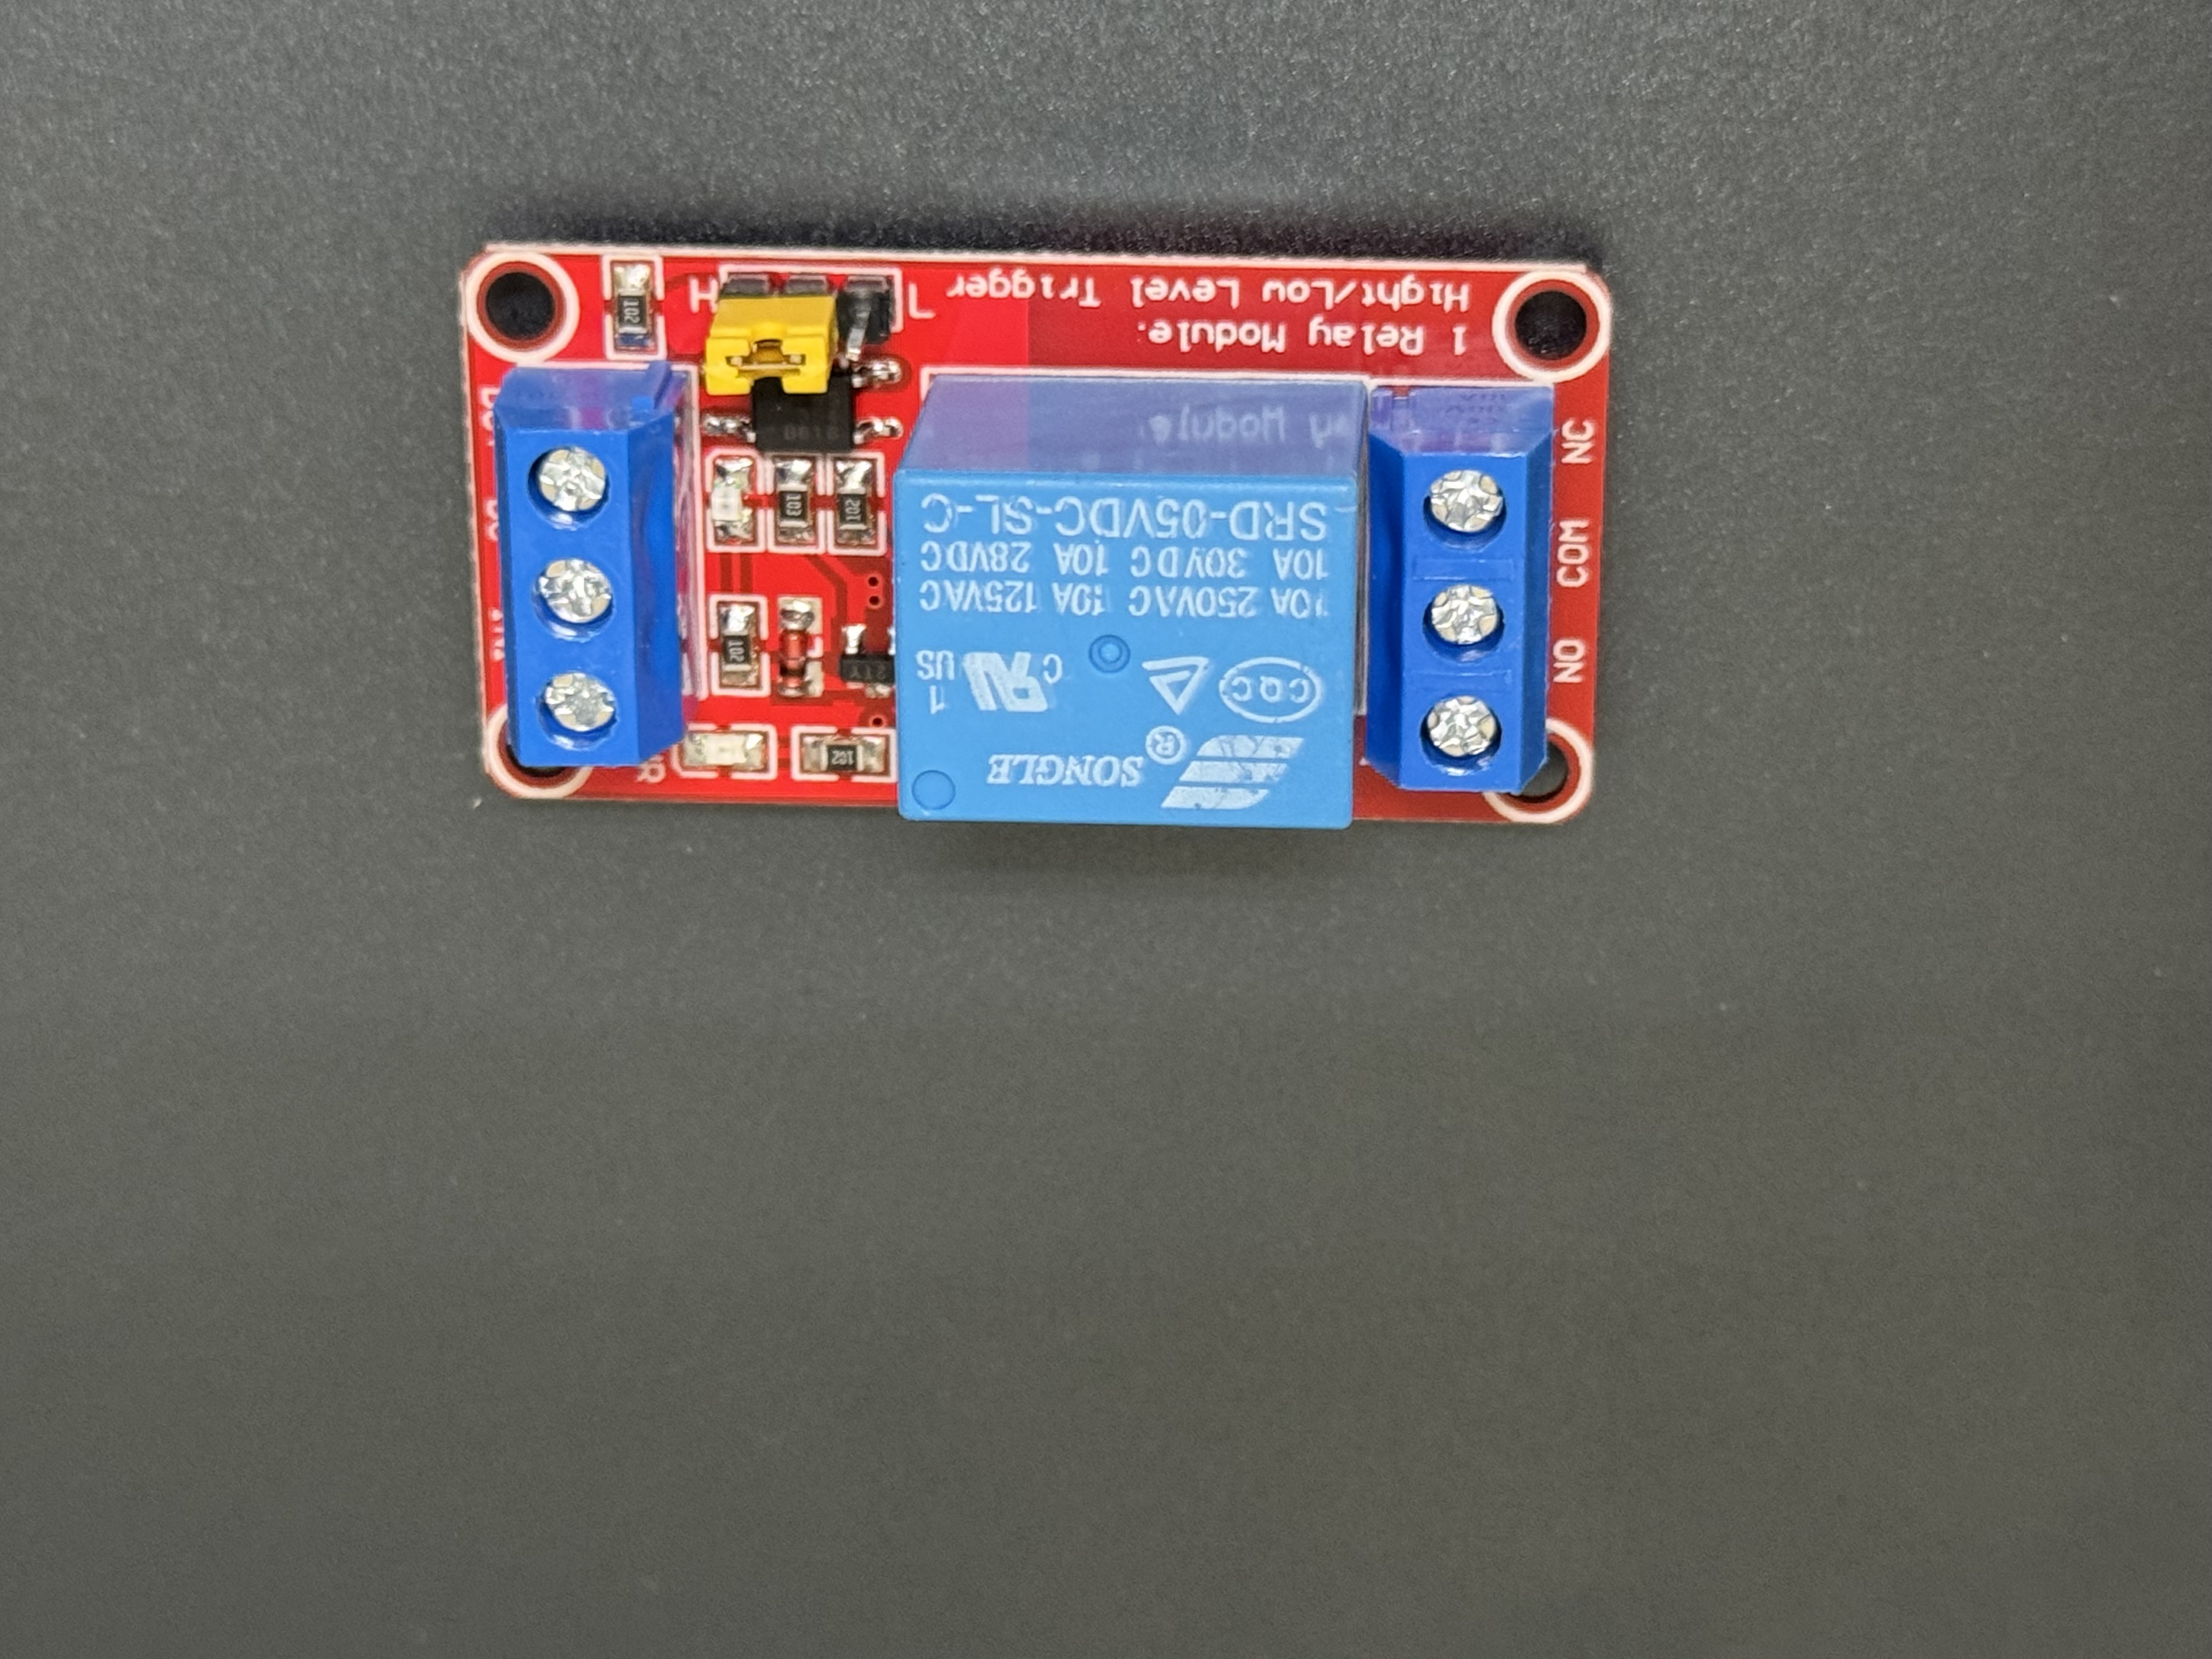 SONGLE
®
CQC
C US
1
10A 250VAC 10A 125VAC
10A 30VDC 10A 28VDC
SRD-05VDC-SL-C
NO
COM
NC
102
102
201
103
102
1 Relay Module.
Hight/Low Level Trigger
L
H